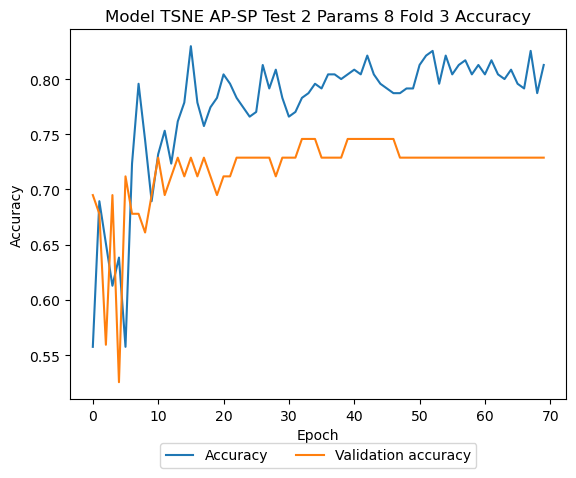 Model TSNE AP-SP Test 2 Params 8 Fold 3 Accuracy
0.80
0.75
0.70
0.65
0.60
0.55
Accuracy
0 10 20 30 40 50 60 70
Epoch
Accuracy Validation accuracy